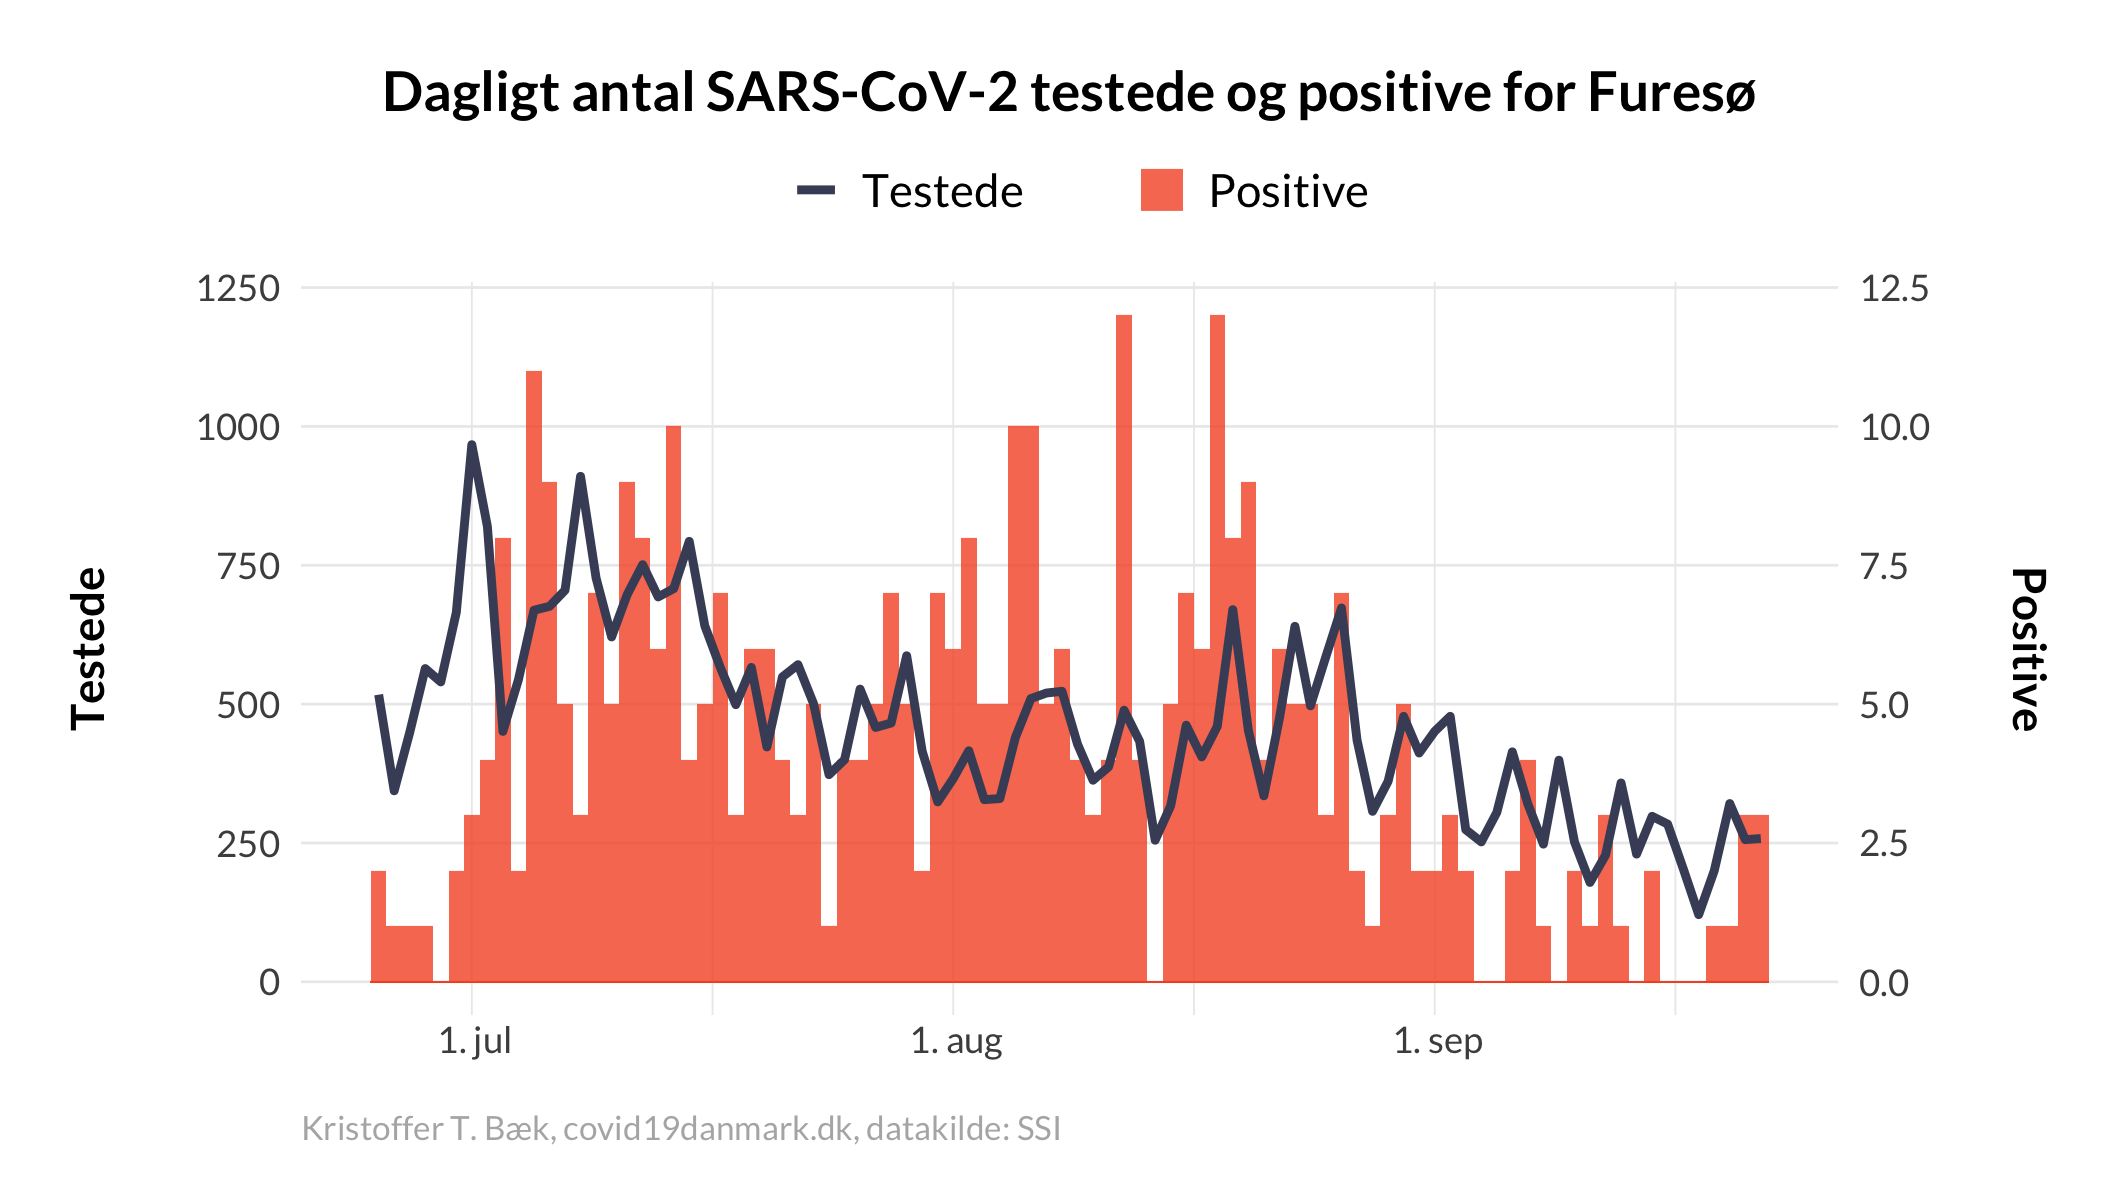 Dagligt antal SARS-CoV-2 testede og positive for Furesø
Testede
Positive
1250
1000
750
500
250
0
Testede
12.5
10.0
7.5
5.0
2.5
0.0
Positive
1. jul
1. aug
1. sep
Kristoffer T. Bæk, covid19danmark.dk, datakilde: SSI